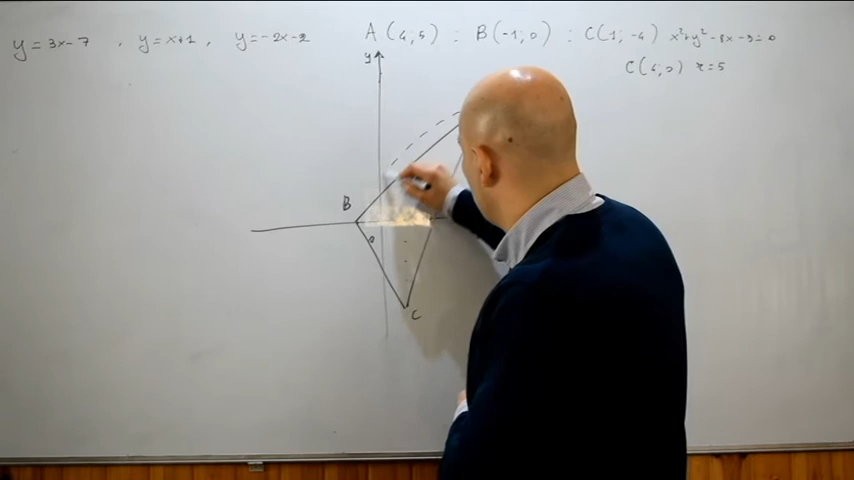 y=3x-7 , y=x+1 , y=-2x-2 A(4;5) : B(-1;0) : C(1;-4) x²+y²-8x-9=0
C(4;0) r=5
y
B
0
C